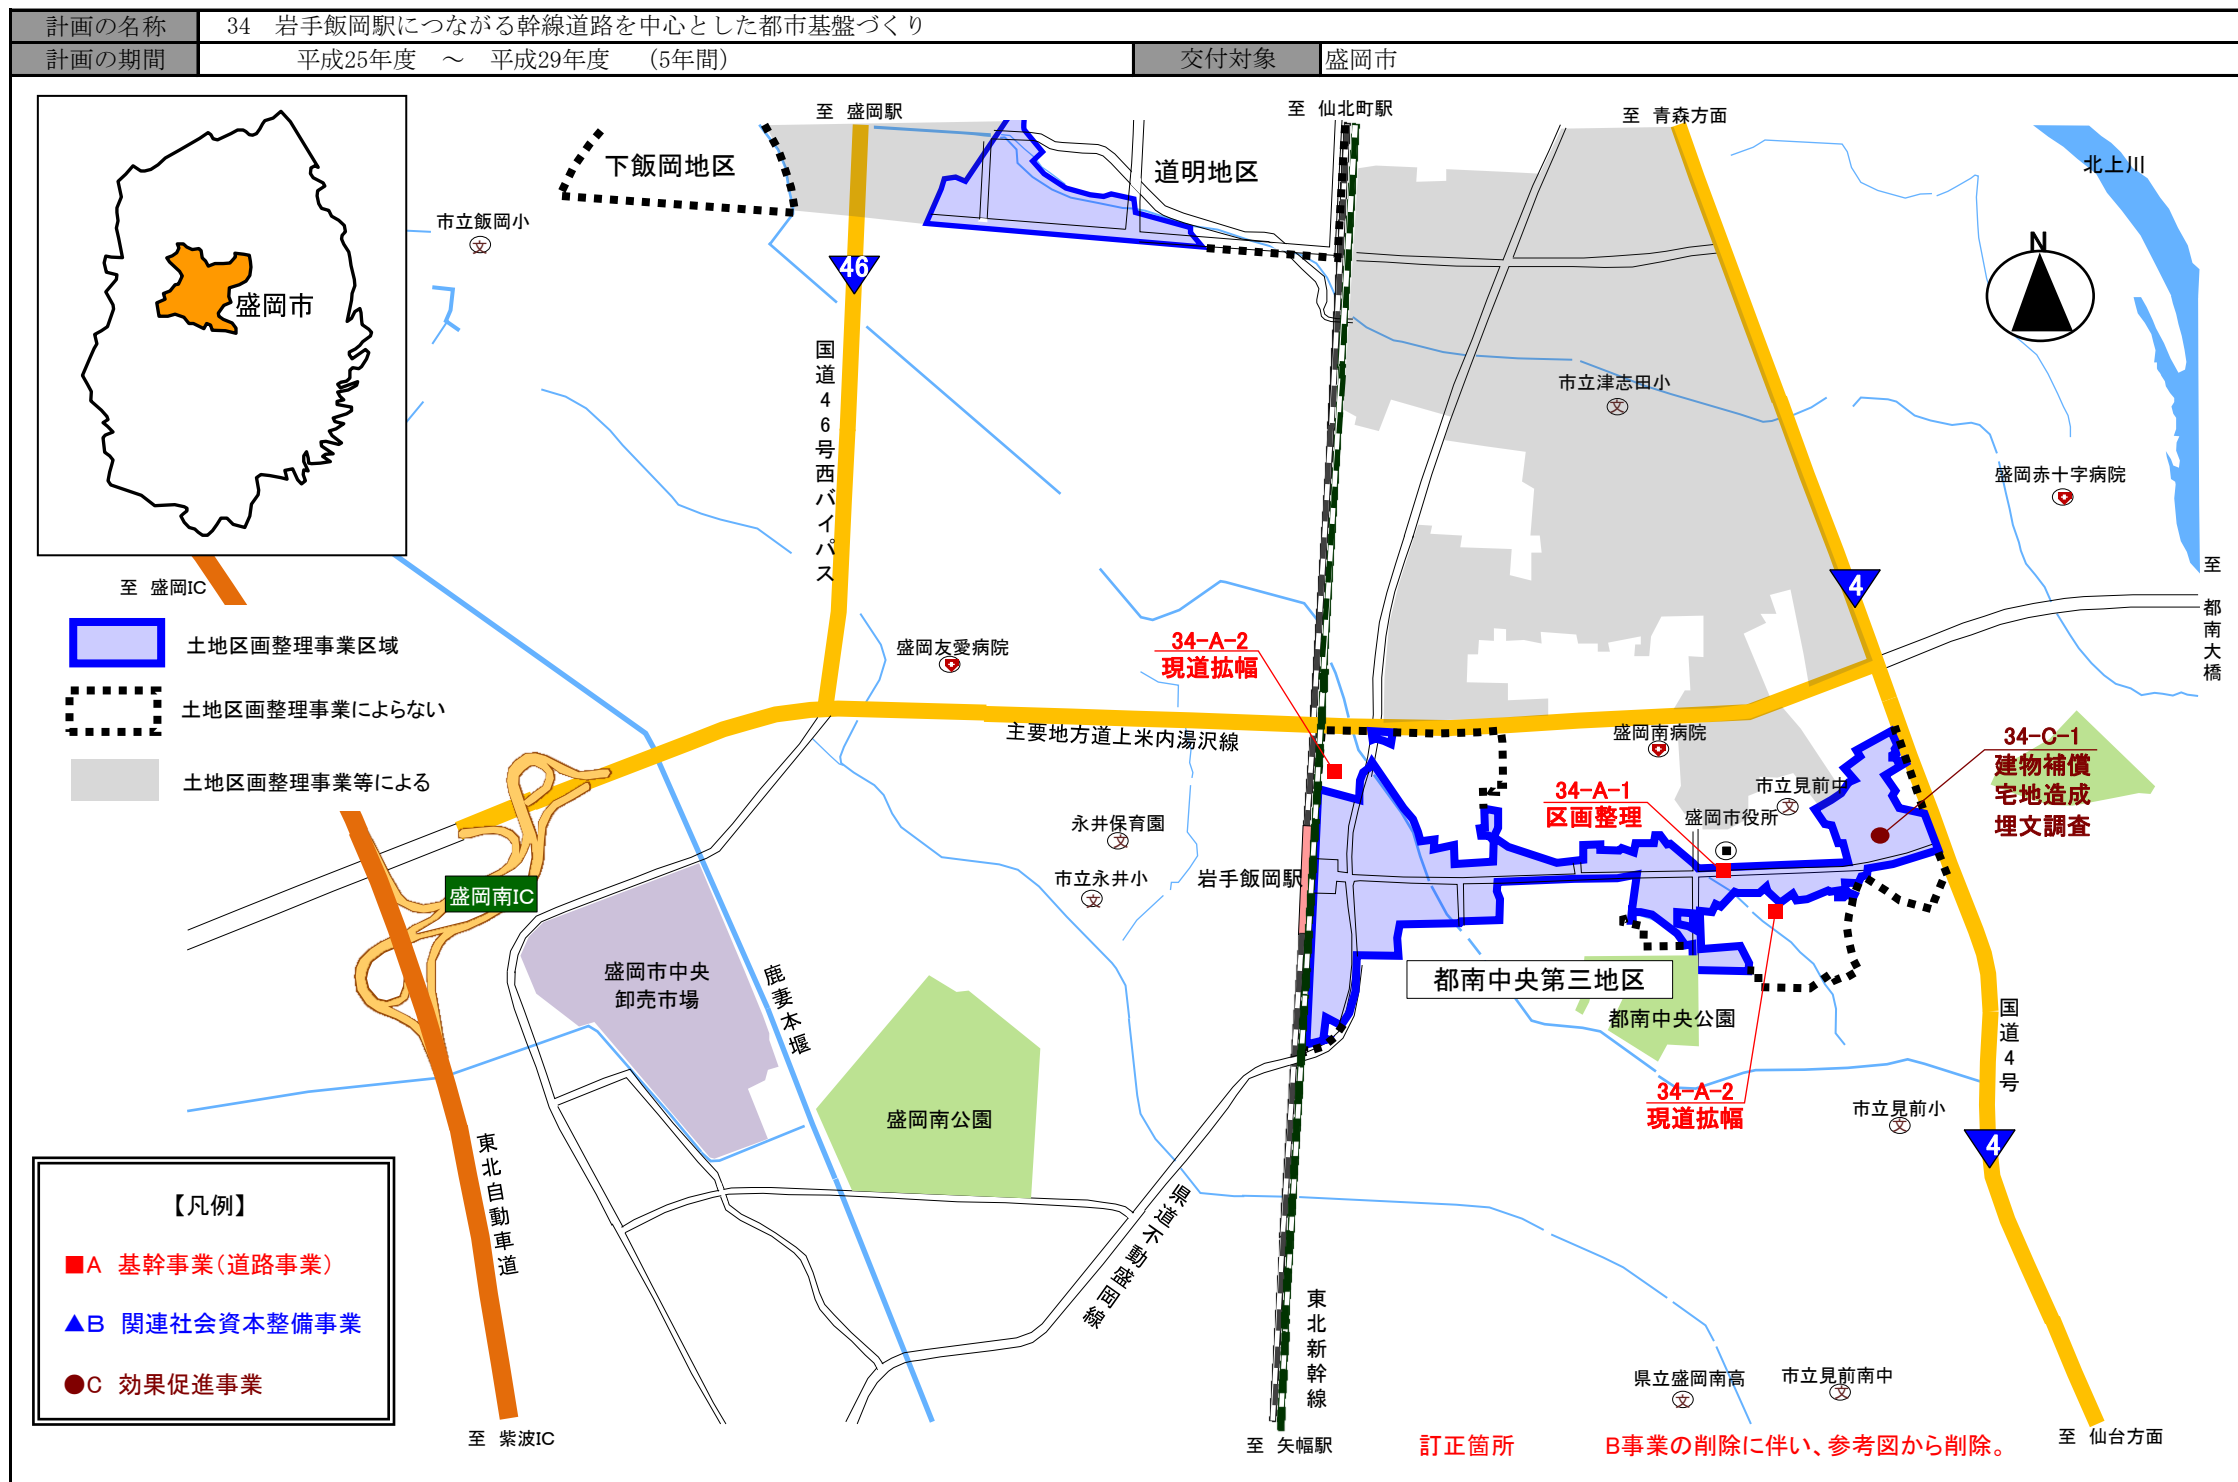 計画の名称 34 岩手飯岡駅につながる幹線道路を中心とした都市基盤づくり
計画の期間 平成25年度 ～ 平成29年度 (5年間) 交付対象 盛岡市
至 盛岡駅
至 仙北町駅
至 青森方面
下飯岡地区
道明地区
北上川
市立飯岡小
文
46
N
盛岡市
国道46号西バイパス
市立津志田小
文
盛岡赤十字病院
至 都南大橋
至 盛岡IC
4
土地区画整理事業区域
盛岡友愛病院
34-A-2
現道拡幅
土地区画整理事業によらない
主要地方道上米内湯沢線
盛岡南病院
34-C-1
建物補償
宅地造成
埋文調査
土地区画整理事業等による
34-A-1
区画整理
市立見前中
文
盛岡市役所
永井保育園
文
市立永井小
文
岩手飯岡駅
盛岡南IC
盛岡市中央
卸売市場
鹿妻本堰
都南中央第三地区
都南中央公園
国道4号
34-A-2
現道拡幅
盛岡南公園
市立見前小
文
4
東北自動車道
県道不動盛岡線
東北新幹線
【凡例】
■A 基幹事業(道路事業)
▲B 関連社会資本整備事業
●C 効果促進事業
県立盛岡南高
文
市立見前南中
文
至 紫波IC
至 矢幅駅
訂正箇所 B事業の削除に伴い、参考図から削除。
至 仙台方面